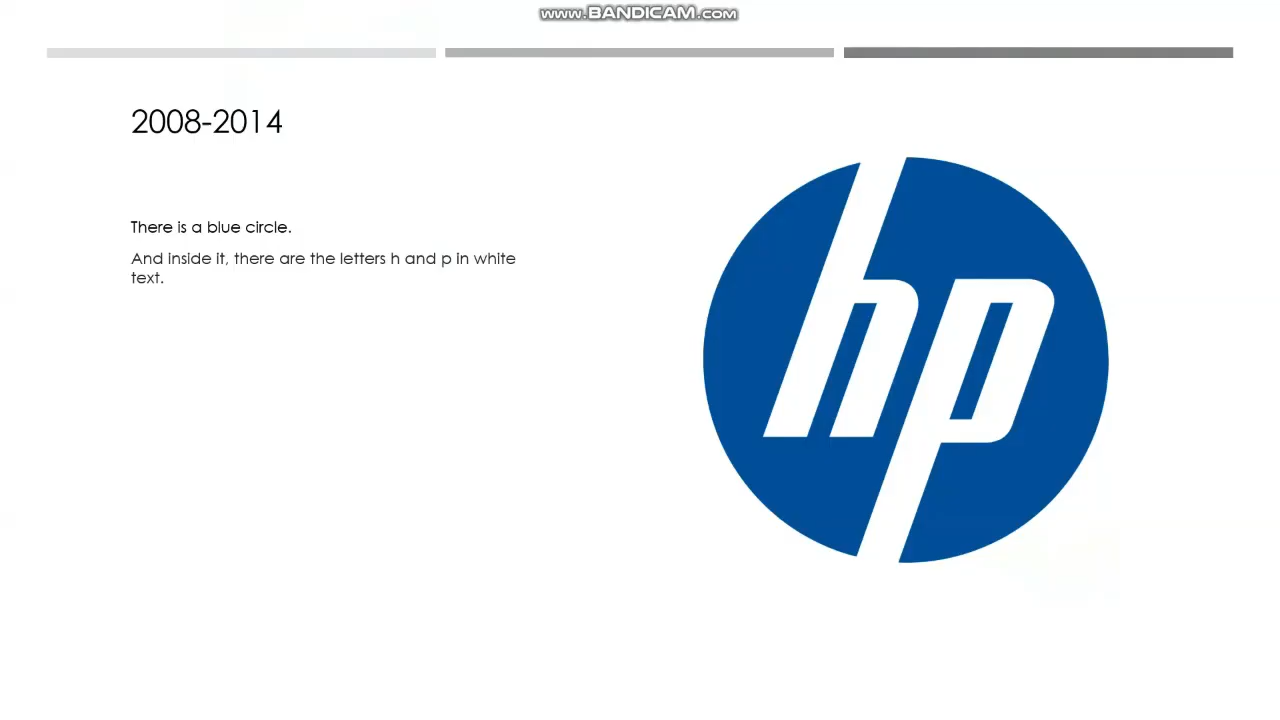 www.BANDICAM.com
2008-2014
There is a blue circle.
And inside it, there are the letters h and p in white
text.
hp